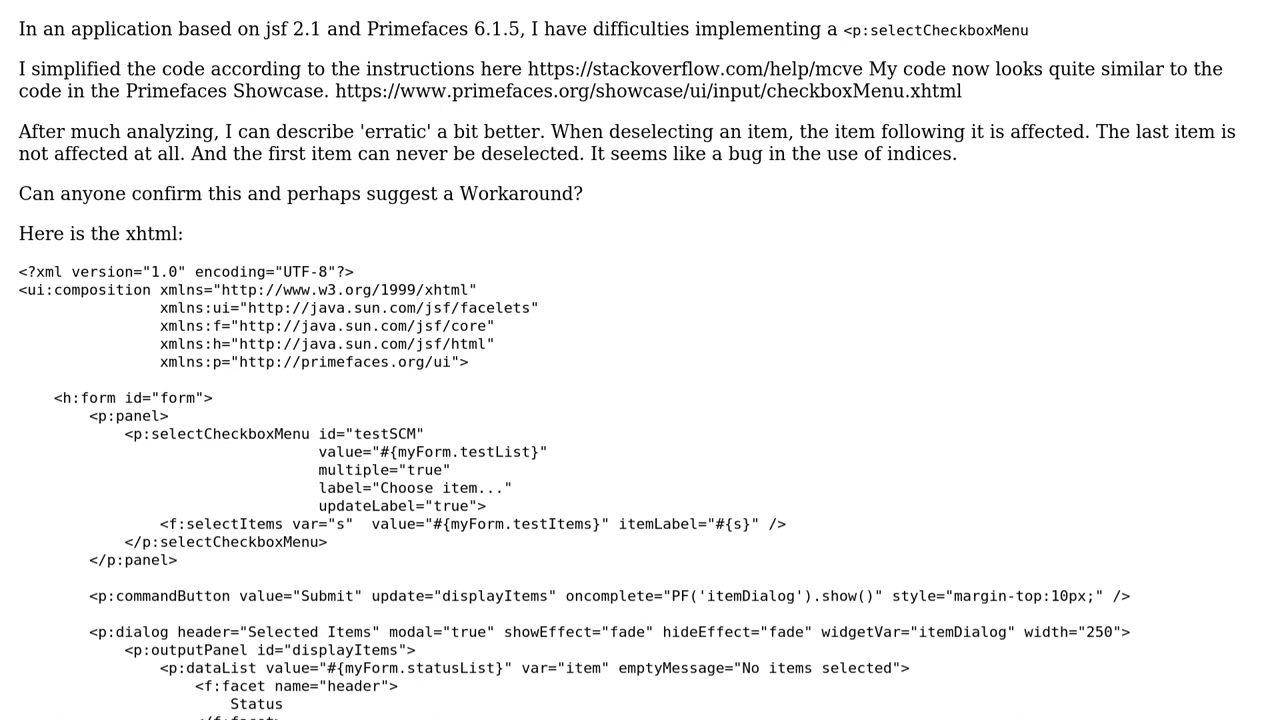 In an application based on jsf 2.1 and Primefaces 6.1.5, I have difficulties implementing a <p:selectCheckboxMenu
I simplified the code according to the instructions here https://stackoverflow.com/help/mcve My code now looks quite similar to the
code in the Primefaces Showcase. https://www.primefaces.org/showcase/ui/input/checkboxMenu.xhtml
After much analyzing, I can describe 'erratic' a bit better. When deselecting an item, the item following it is affected. The last item is
not affected at all. And the first item can never be deselected. It seems like a bug in the use of indices.
Can anyone confirm this and perhaps suggest a Workaround?
Here is the xhtml:
<?xml version="1.0" encoding="UTF-8"?>
<ui:composition xmlns="http://www.w3.org/1999/xhtml"
                xmlns:ui="http://java.sun.com/jsf/facelets"
                xmlns:f="http://java.sun.com/jsf/core"
                xmlns:h="http://java.sun.com/jsf/html"
                xmlns:p="http://primefaces.org/ui">
    <h:form id="form">
        <p:panel>
            <p:selectCheckboxMenu id="testSCM"
                                  value="#{myForm.testList}"
                                  multiple="true"
                                  label="Choose item..."
                                  updateLabel="true">
                <f:selectItems var="s"  value="#{myForm.testItems}" itemLabel="#{s}" />
            </p:selectCheckboxMenu>
        </p:panel>
        <p:commandButton value="Submit" update="displayItems" oncomplete="PF('itemDialog').show()" style="margin-top:10px;" />
        <p:dialog header="Selected Items" modal="true" showEffect="fade" hideEffect="fade" widgetVar="itemDialog" width="250">
            <p:outputPanel id="displayItems">
                <p:dataList value="#{myForm.statusList}" var="item" emptyMessage="No items selected">
                    <f:facet name="header">
                        Status
                    </f:facet>